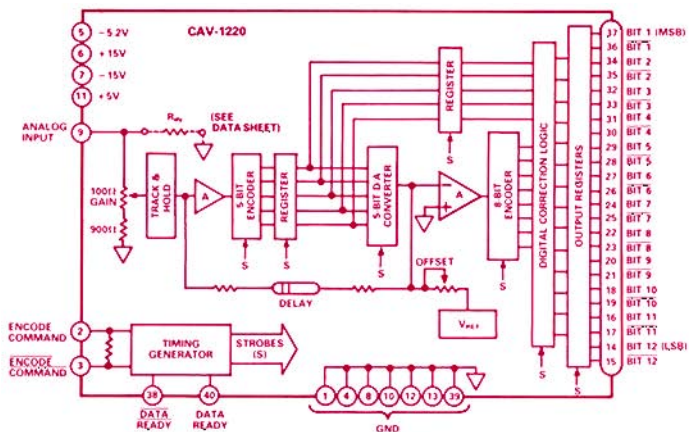 CAV-1220
5 −5.2V
6 +15V
7 −15V
11 +5V
ANALOG INPUT
9
(SEE DATA SHEET)
100Ω
GAIN
900Ω
TRACK & HOLD
A
5-BIT ENCODER
REGISTER
5-BIT D/A CONVERTER
REGISTER
A
8-BIT ENCODER
DIGITAL CORRECTION LOGIC
OUTPUT REGISTERS
S
S
S
S
S
S
S
DELAY
OFFSET
ENCODE COMMAND
2
ENCODE COMMAND
3
TIMING GENERATOR
STROBES (S)
38
40
DATA READY
DATA READY
1 4 8 10 12 13 39
GND
37 BIT 1 (MSB)
36 BIT 1
34 BIT 2
35 BIT 2
32 BIT 3
33 BIT 3
31 BIT 4
30 BIT 4
29 BIT 5
28 BIT 5
27 BIT 6
26 BIT 6
24 BIT 7
25 BIT 7
22 BIT 8
23 BIT 8
20 BIT 9
21 BIT 9
18 BIT 10
19 BIT 10
16 BIT 11
17 BIT 11
14 BIT 12 (LSB)
15 BIT 12